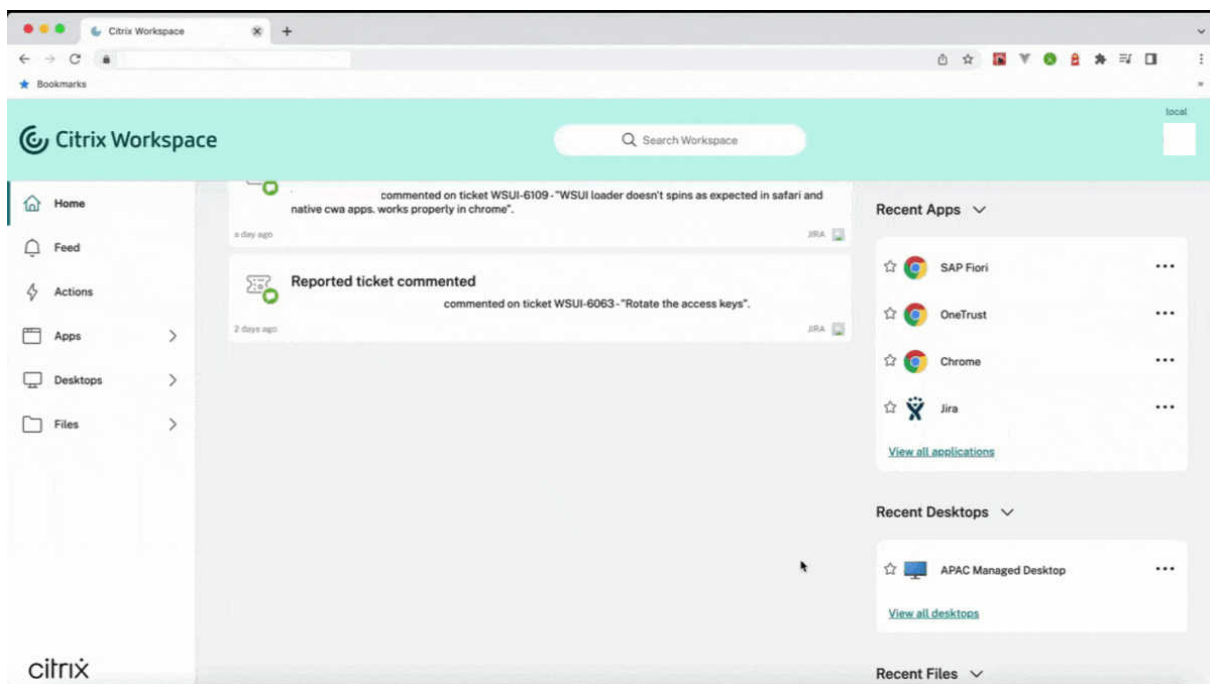 Citrix Workspace
Bookmarks
local
Citrix Workspace
Search Workspace
Home
Feed
Actions
Apps
Desktops
Files
citrix
commented on ticket WSUI-6109 - "WSUI loader doesn't spins as expected in safari and
native cwa apps. works properly in chrome".
a day ago
JIRA
Reported ticket commented
commented on ticket WSUI-6063 - "Rotate the access keys".
2 days ago
JIRA
Recent Apps
SAP Fiori
OneTrust
Chrome
Jira
View all applications
Recent Desktops
APAC Managed Desktop
View all desktops
Recent Files